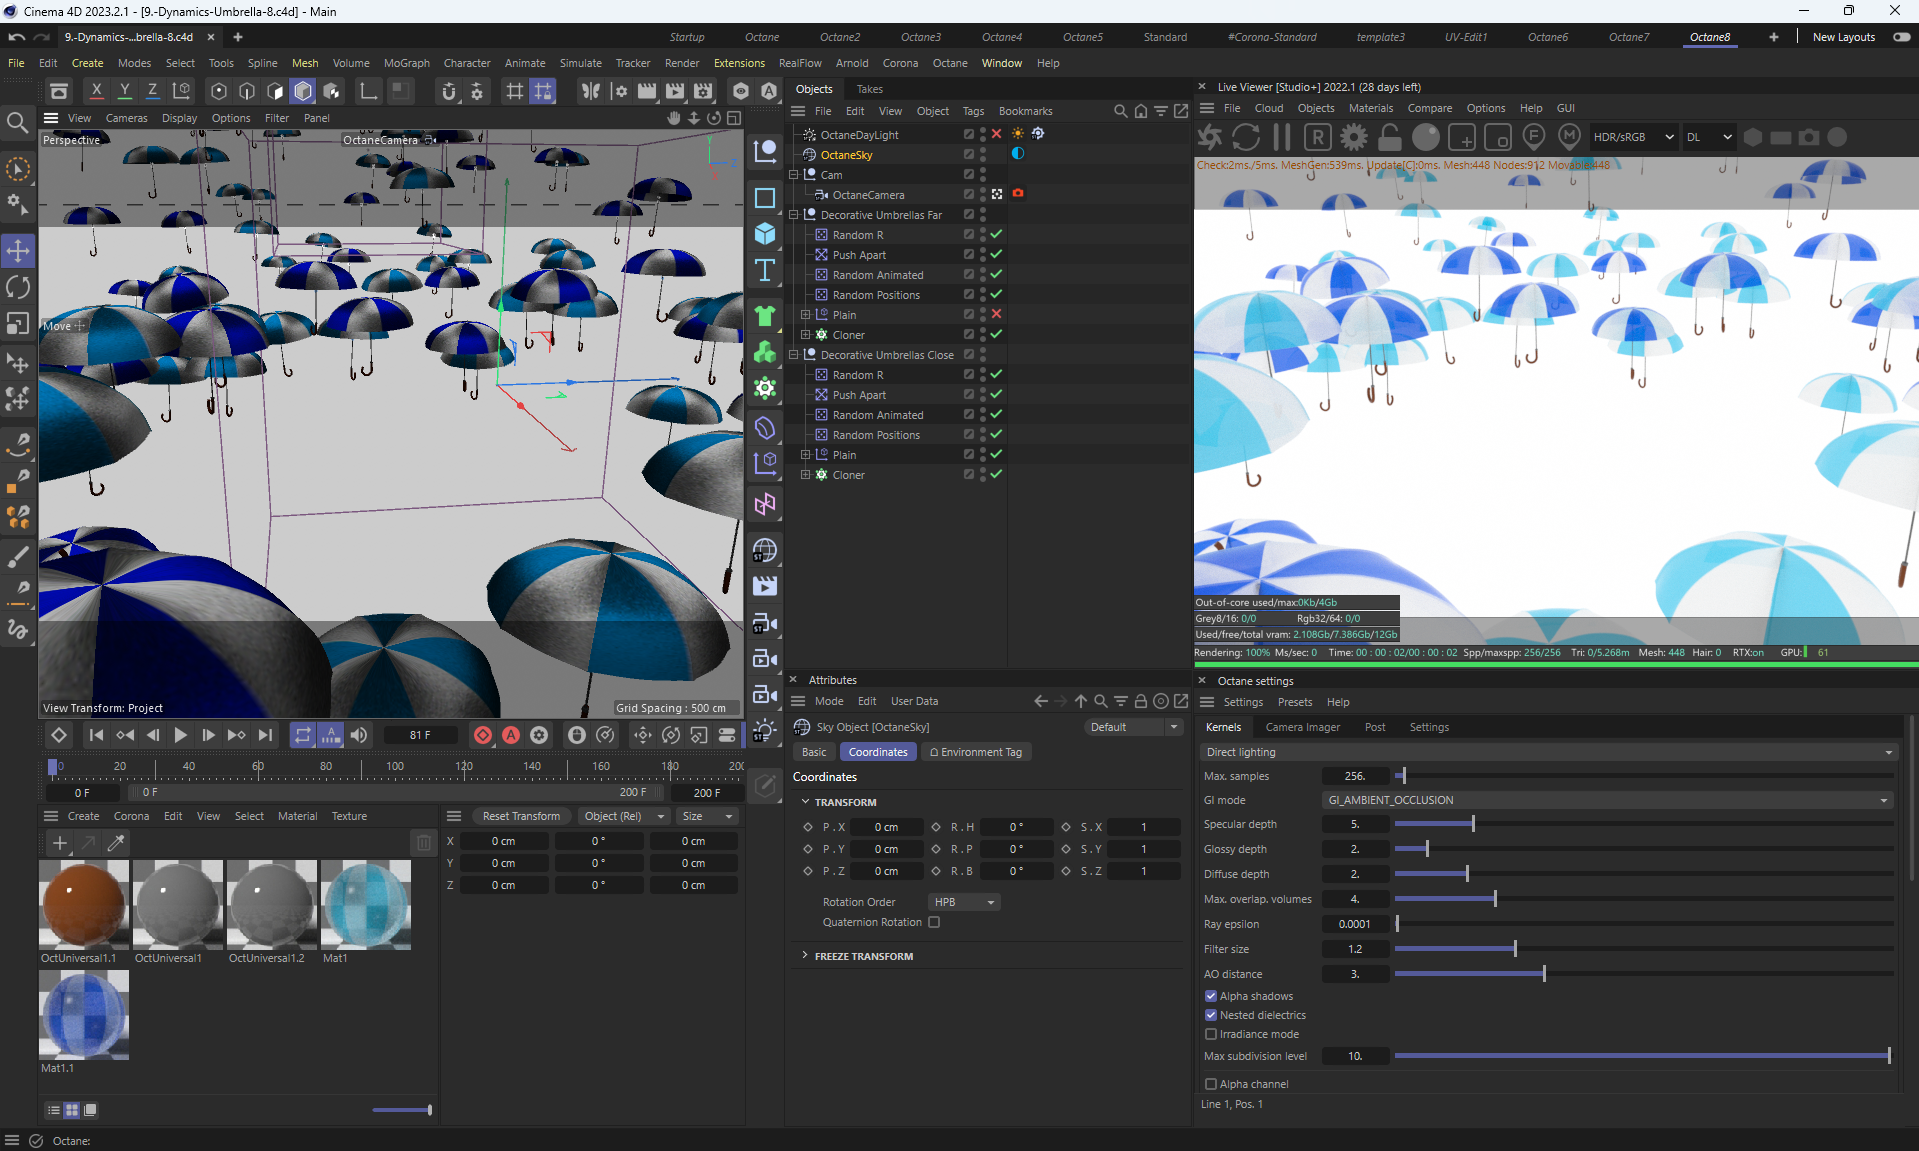 Cinema 4D 2023.2.1 - [9.-Dynamics-Umbrella-8.c4d] - Main
9.-Dynamics-...brella-8.c4d × +
Startup Octane Octane2 Octane3 Octane4 Octane5 Standard #Corona-Standard template3 UV-Edit1 Octane6 Octane7 Octane8 + New Layouts
File Edit Create Modes Select Tools Spline Mesh Volume MoGraph Character Animate Simulate Tracker Render Extensions RealFlow Arnold Corona Octane Window Help
X Y Z
Objects Takes
Live Viewer [Studio+] 2022.1 (28 days left)
View Cameras Display Options Filter Panel
File Edit View Object Tags Bookmarks
File Cloud Objects Materials Compare Options Help GUI
HDR/sRGB DL
Perspective
OctaneCamera
Check:2ms./5ms. MeshGen:539ms. Update[C]:0ms. Mesh:448 Nodes:912 Movable:448
OctaneDayLight
OctaneSky
Cam
OctaneCamera
Decorative Umbrellas Far
Random R
Push Apart
Random Animated
Random Positions
Plain
Cloner
Decorative Umbrellas Close
Random R
Push Apart
Random Animated
Random Positions
Plain
Cloner
Move
View Transform: Project
Grid Spacing : 500 cm
Out-of-core used/max:0Kb/4Gb
Grey8/16: 0/0 Rgb32/64: 0/0
Used/free/total vram: 2.108Gb/7.386Gb/12Gb
Rendering: 100% Ms/sec: 0 Time: 00 : 00 : 02/00 : 00 : 02 Spp/maxspp: 256/256 Tri: 0/5.268m Mesh: 448 Hair: 0 RTX:on GPU: 61
81 F
0 20 40 60 80 100 120 140 160 180 200
0 F 0 F 200 F 200 F
Create Corona Edit View Select Material Texture
OctUniversal1.1 OctUniversal1 OctUniversal1.2 Mat1
Mat1.1
Reset Transform Object (Rel) Size
X 0 cm 0 ° 0 cm
Y 0 cm 0 ° 0 cm
Z 0 cm 0 ° 0 cm
Attributes
Mode Edit User Data
Sky Object [OctaneSky] Default
Basic Coordinates Environment Tag
Coordinates
TRANSFORM
P . X 0 cm R . H 0 ° S . X 1
P . Y 0 cm R . P 0 ° S . Y 1
P . Z 0 cm R . B 0 ° S . Z 1
Rotation Order HPB
Quaternion Rotation
FREEZE TRANSFORM
Octane settings
Settings Presets Help
Kernels Camera Imager Post Settings
Direct lighting
Max. samples 256.
GI mode GI_AMBIENT_OCCLUSION
Specular depth 5.
Glossy depth 2.
Diffuse depth 2.
Max. overlap. volumes 4.
Ray epsilon 0.0001
Filter size 1.2
AO distance 3.
Alpha shadows
Nested dielectrics
Irradiance mode
Max subdivision level 10.
Alpha channel
Line 1, Pos. 1
Octane: